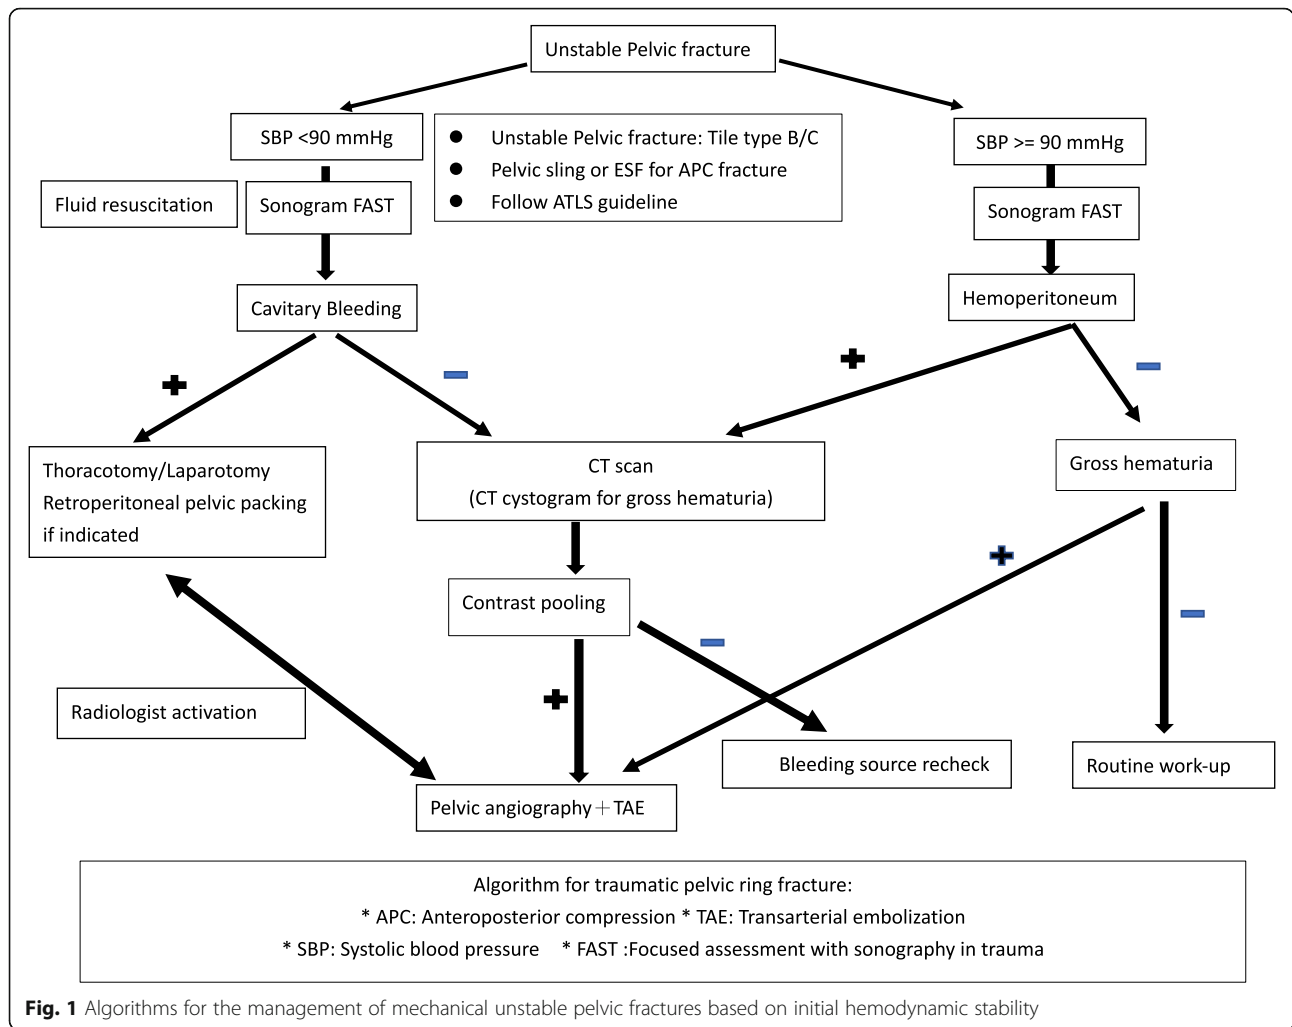 Unstable Pelvic fracture
SBP <90 mmHg
● Unstable Pelvic fracture: Tile type B/C
● Pelvic sling or ESF for APC fracture
● Follow ATLS guideline
SBP >= 90 mmHg
Fluid resuscitation
Sonogram FAST
Sonogram FAST
Cavitary Bleeding
Hemoperitoneum
Thoracotomy/Laparotomy
Retroperitoneal pelvic packing
if indicated
CT scan
(CT cystogram for gross hematuria)
Gross hematuria
Contrast pooling
Radiologist activation
Bleeding source recheck
Routine work-up
Pelvic angiography+TAE
Algorithm for traumatic pelvic ring fracture:
* APC: Anteroposterior compression * TAE: Transarterial embolization
* SBP: Systolic blood pressure * FAST :Focused assessment with sonography in trauma
Fig. 1 Algorithms for the management of mechanical unstable pelvic fractures based on initial hemodynamic stability